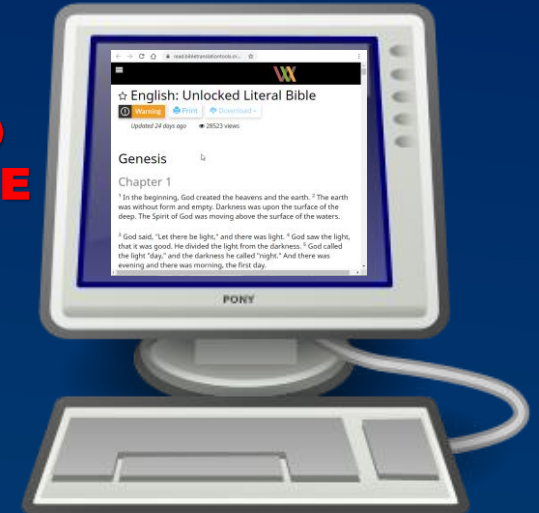 read.bibletranslationtools.or...
☆ English: Unlocked Literal Bible
Warning Print Download
Updated 24 days ago 28523 views
Genesis
Chapter 1
1 In the beginning, God created the heavens and the earth. 2 The earth
was without form and empty. Darkness was upon the surface of the
deep. The Spirit of God was moving above the surface of the waters.
3 God said, "Let there be light," and there was light. 4 God saw the light,
that it was good. He divided the light from the darkness. 5 God called
the light "day," and the darkness he called "night." And there was
evening and there was morning, the first day.
PONY
E